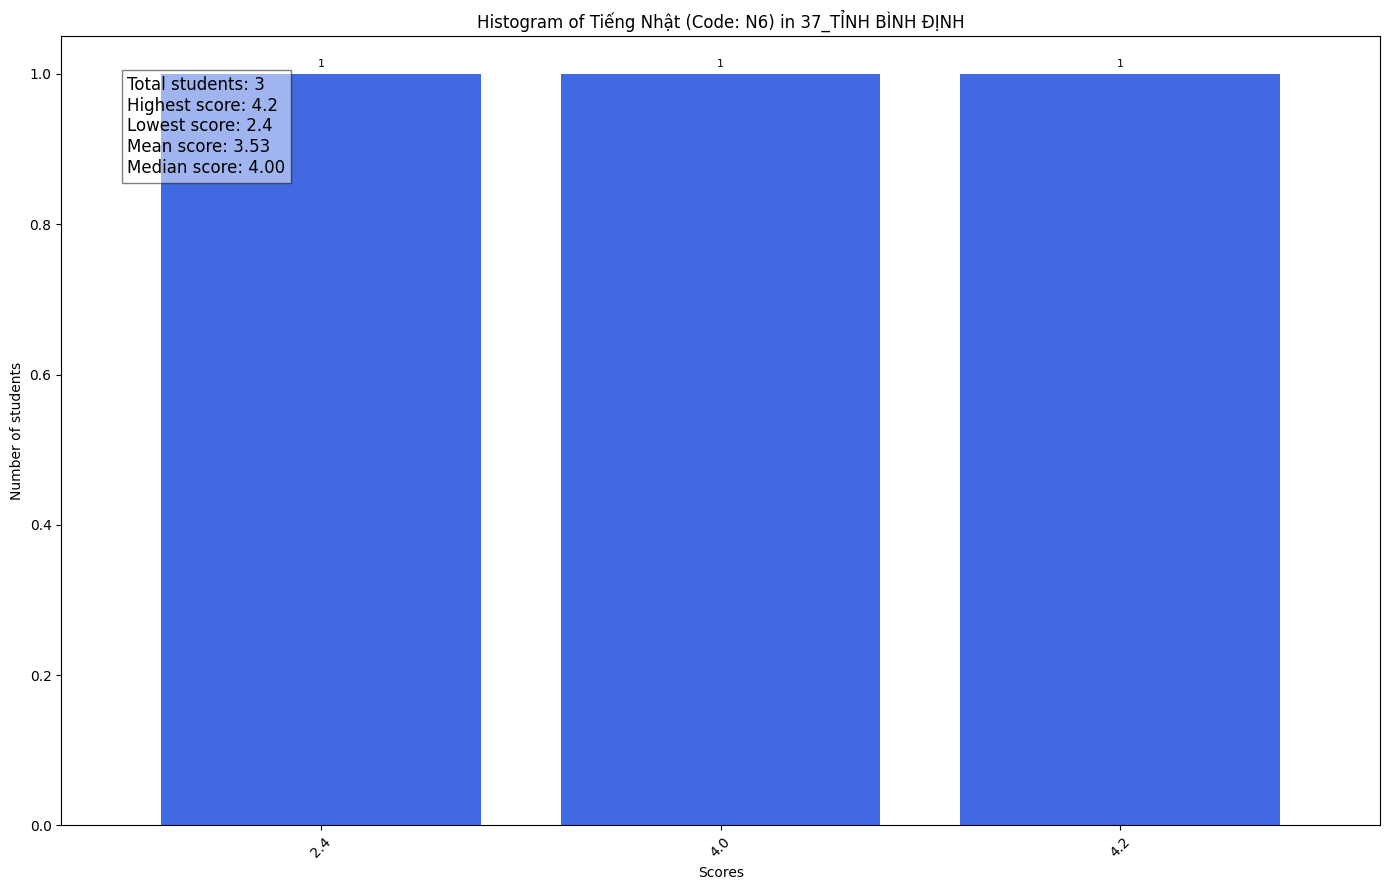 Histogram of Tiếng Nhật (Code: N6) in 37_TỈNH BÌNH ĐỊNH
1 1 1
Total students: 3
Highest score: 4.2
Lowest score: 2.4
Mean score: 3.53
Median score: 4.00
Number of students
1.0
0.8
0.6
0.4
0.2
0.0
2.4 4.0 4.2
Scores